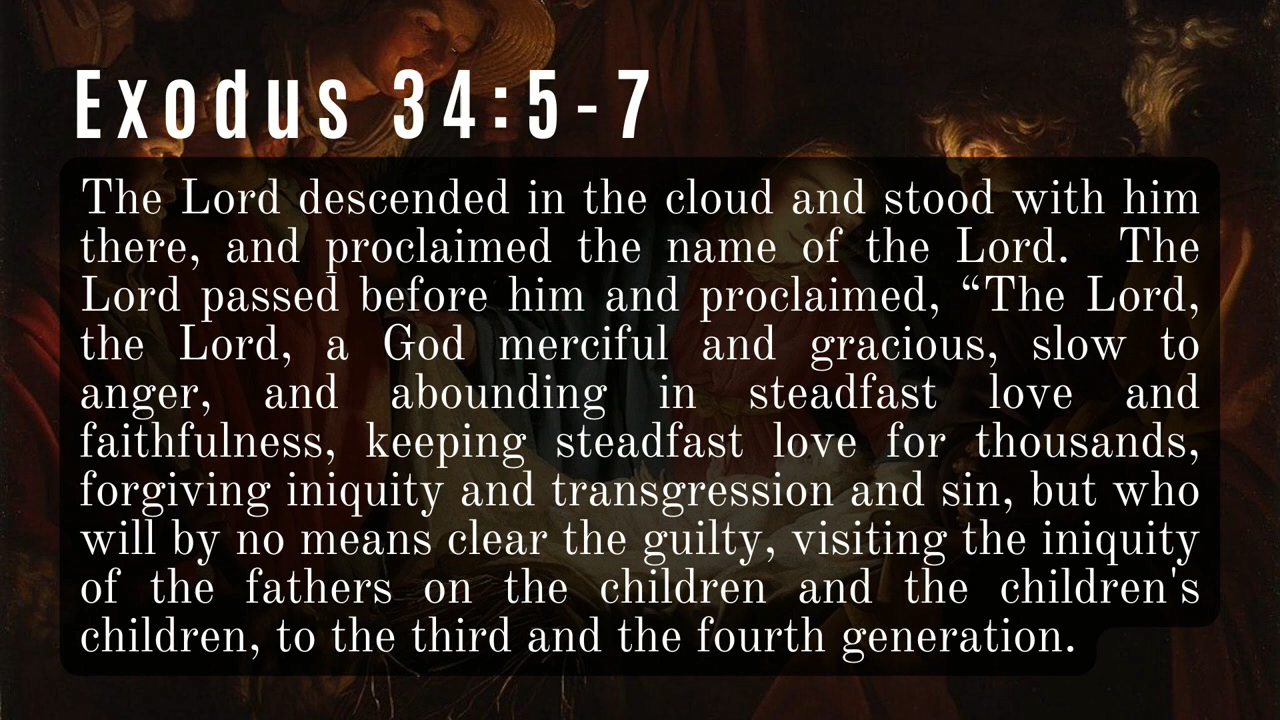 Exodus 34:5-7
The Lord descended in the cloud and stood with him
there, and proclaimed the name of the Lord.  The
Lord passed before him and proclaimed, “The Lord,
the Lord, a God merciful and gracious, slow to
anger, and abounding in steadfast love and
faithfulness, keeping steadfast love for thousands,
forgiving iniquity and transgression and sin, but who
will by no means clear the guilty, visiting the iniquity
of the fathers on the children and the children's
children, to the third and the fourth generation.